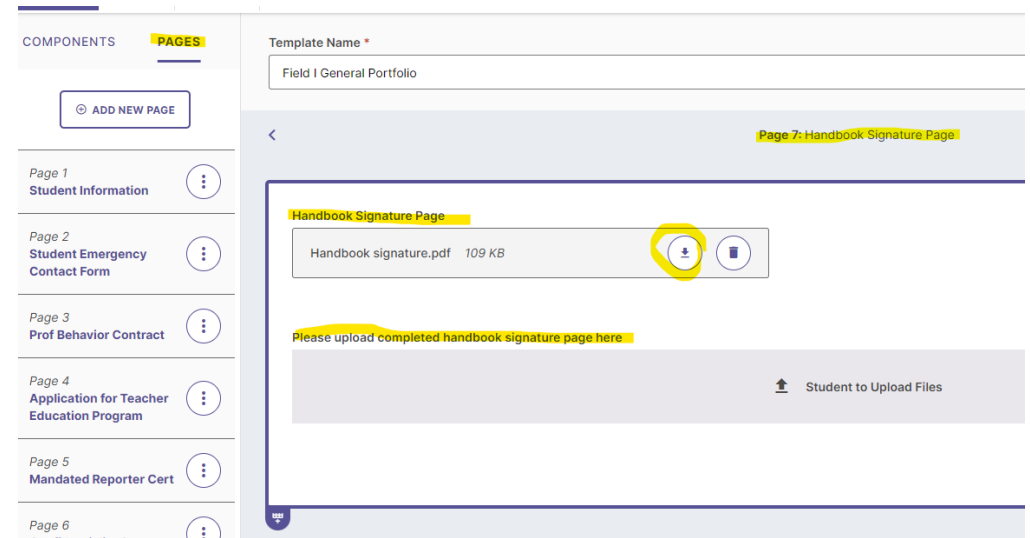 COMPONENTS PAGES
ADD NEW PAGE
Page 1
Student Information
Page 2
Student Emergency
Contact Form
Page 3
Prof Behavior Contract
Page 4
Application for Teacher
Education Program
Page 5
Mandated Reporter Cert
Page 6
Template Name *
Field I General Portfolio
Page 7: Handbook Signature Page
Handbook Signature Page
Handbook signature.pdf 109 KB
Please upload completed handbook signature page here
Student to Upload Files